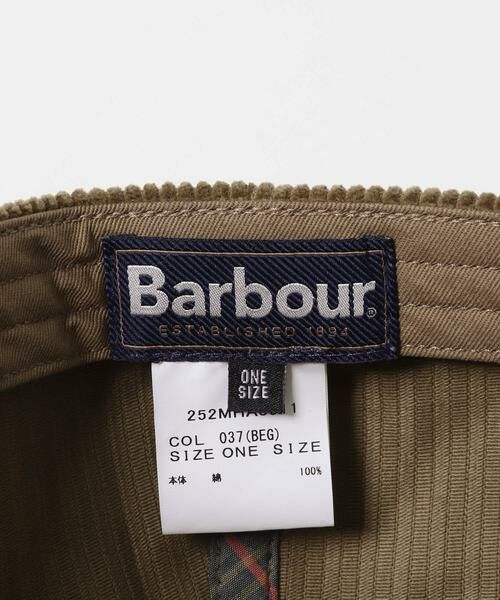 Barbour®
ESTABLISHED 1894
ONE
SIZE
COL 037(BEG)
SIZE ONE SIZE
本体 綿 100%